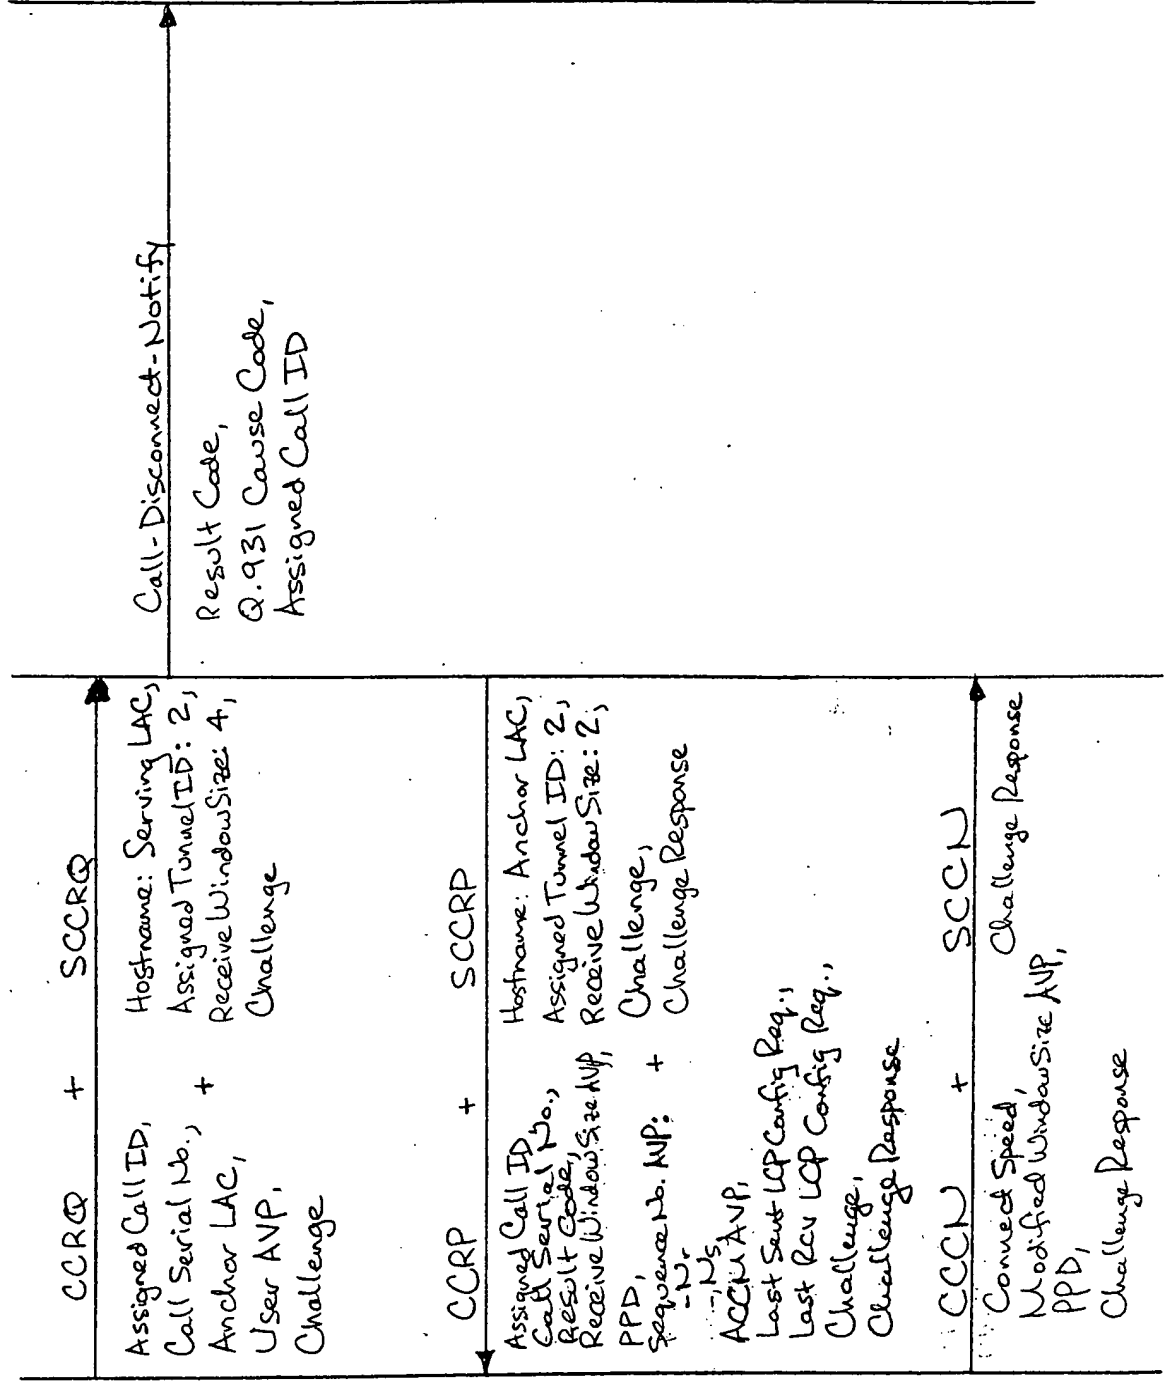 CCRQ + SCCRQ
Assigned Call ID,
Call Serial No., +
Anchor LAC,
User AVP,
Challenge
Hostname: Serving LAC,
Assigned Tunnel ID: 2,
Receive Window Size: 4,
Challenge
Call-Disconnect-Notify
Result Code,
Q.931 Cause Code,
Assigned Call ID
CCRP + SCCRP
Assigned Call ID,
Call Serial No.,
Result Code,
Receive Window Size AVP,
PPD,
Sequence No. AVP: +
-Nr
-Ns
ACCM AVP,
Last Sent LCP Config Req.,
Last Rcv LCP Config Req.,
Challenge,
Challenge Response
Hostname: Anchor LAC,
Assigned Tunnel ID: 2,
Receive Window Size: 2,
Challenge,
Challenge Response
CCCN + SCCN
Connect Speed,
Modified Window Size AVP,
PPD,
Challenge Response
Challenge Response